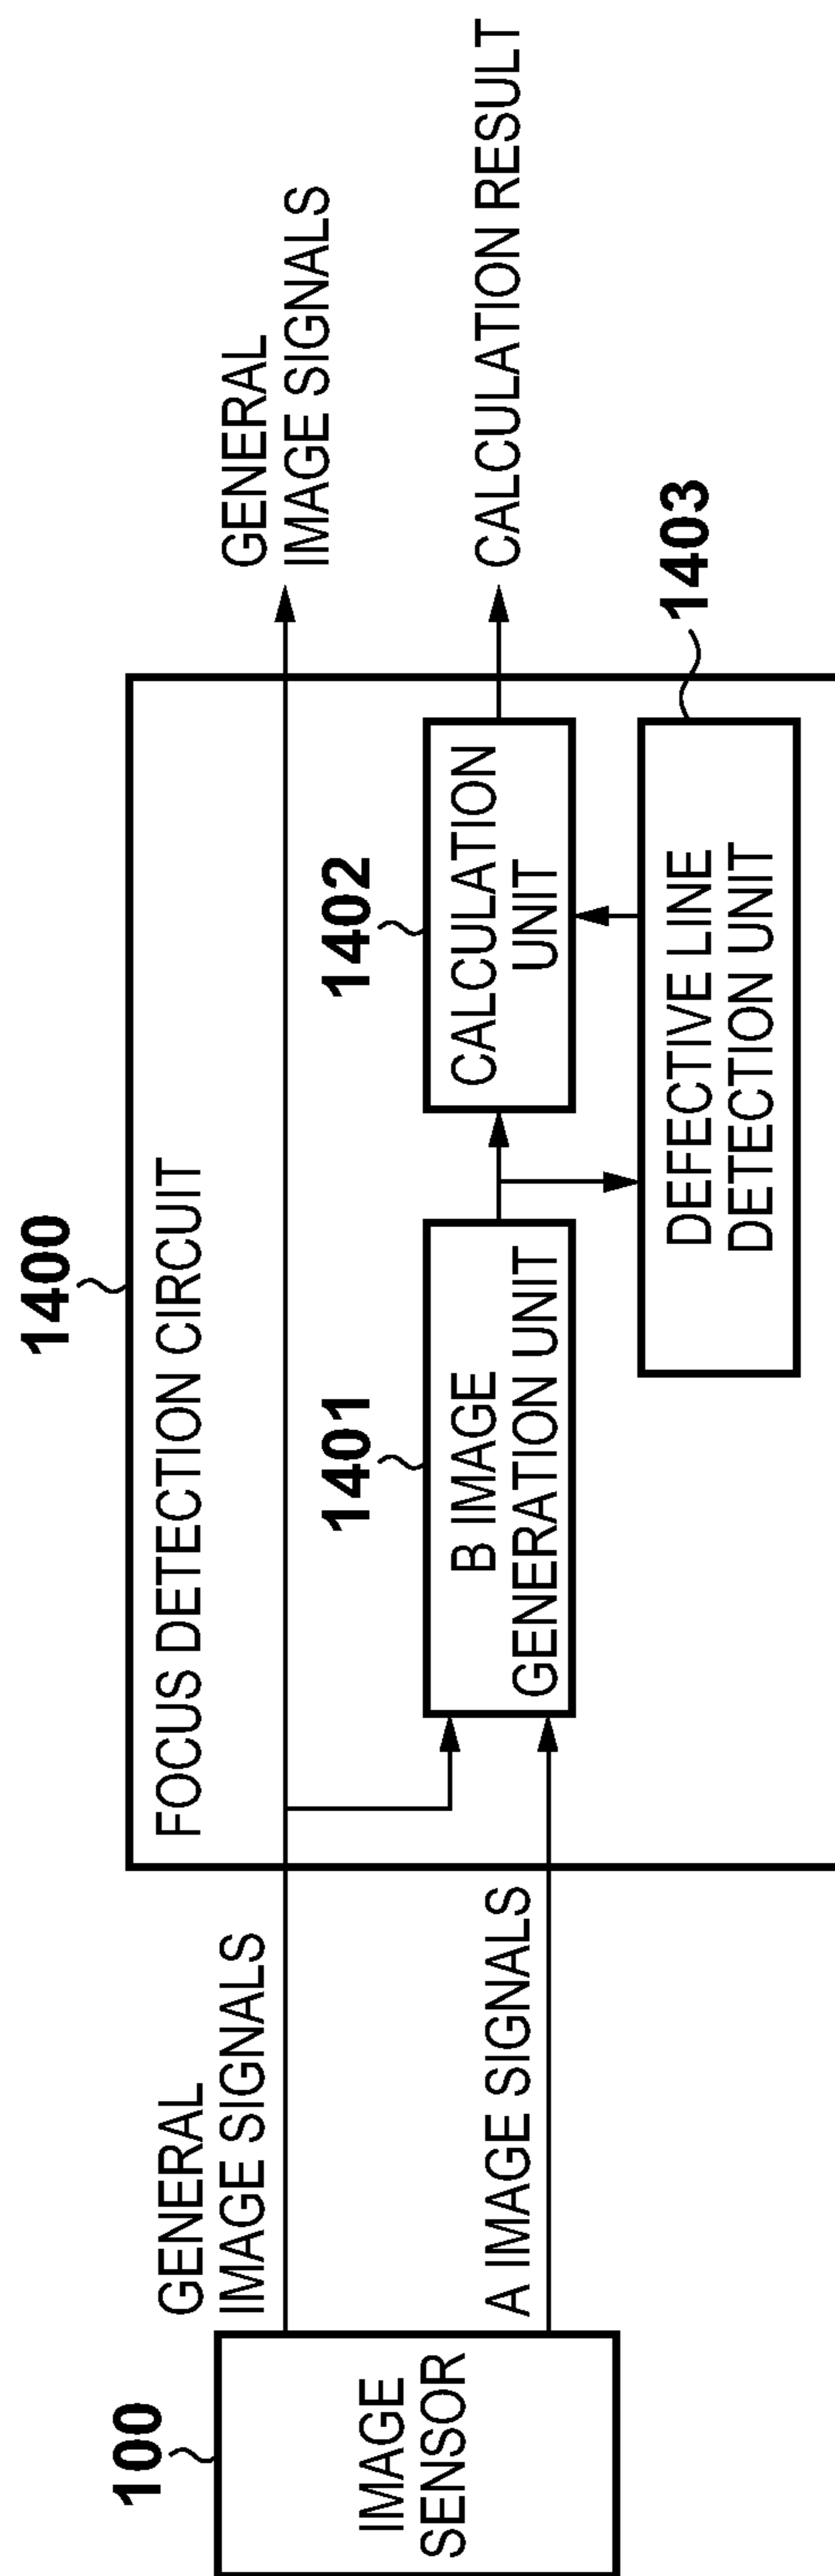 1400
100
GENERAL
IMAGE SIGNALS
FOCUS DETECTION CIRCUIT
GENERAL
IMAGE SIGNALS
IMAGE
SENSOR
A IMAGE SIGNALS
1401
B IMAGE
GENERATION UNIT
1402
CALCULATION
UNIT
CALCULATION RESULT
DEFECTIVE LINE
DETECTION UNIT
1403